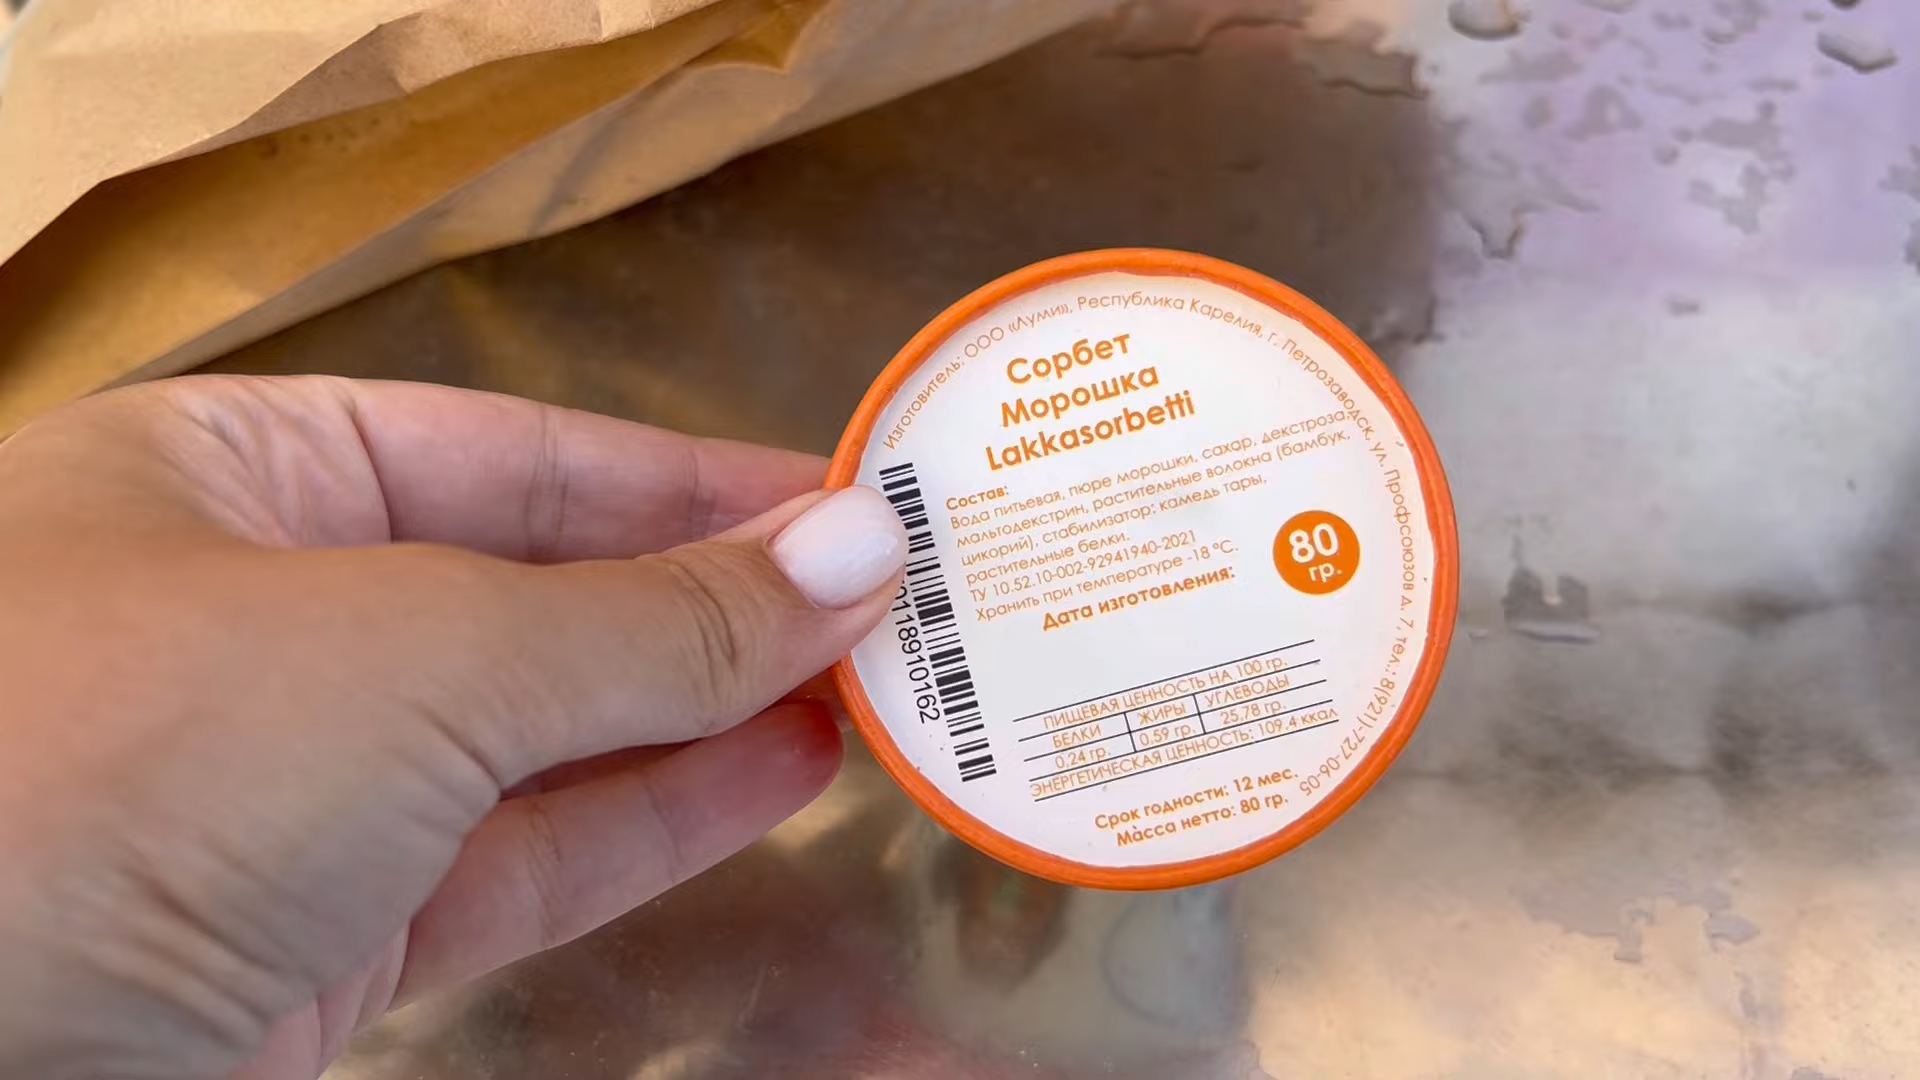 Изготовитель: ООО «Луми», Республика Карелия, г. Петрозаводск, ул. Профсоюзов д. 7, тел.: 8(921)-727-06-05
Сорбет
Морошка
Lakkasorbetti
Состав:
Вода питьевая, пюре морошки, сахар, декстроза,
мальтодекстрин, растительные волокна (бамбук,
цикорий), стабилизатор: камедь тары,
растительные белки.
ТУ 10.52.10-002-92941940-2021
Хранить при температуре -18 °C.
Дата изготовления:
80
гр.
118910162
ПИЩЕВАЯ ЦЕННОСТЬ НА 100 гр.
БЕЛКИ ЖИРЫ УГЛЕВОДЫ
0,24 гр. 0,59 гр. 25,78 гр.
ЭНЕРГЕТИЧЕСКАЯ ЦЕННОСТЬ: 109,4 ккал
Срок годности: 12 мес.
Масса нетто: 80 гр.